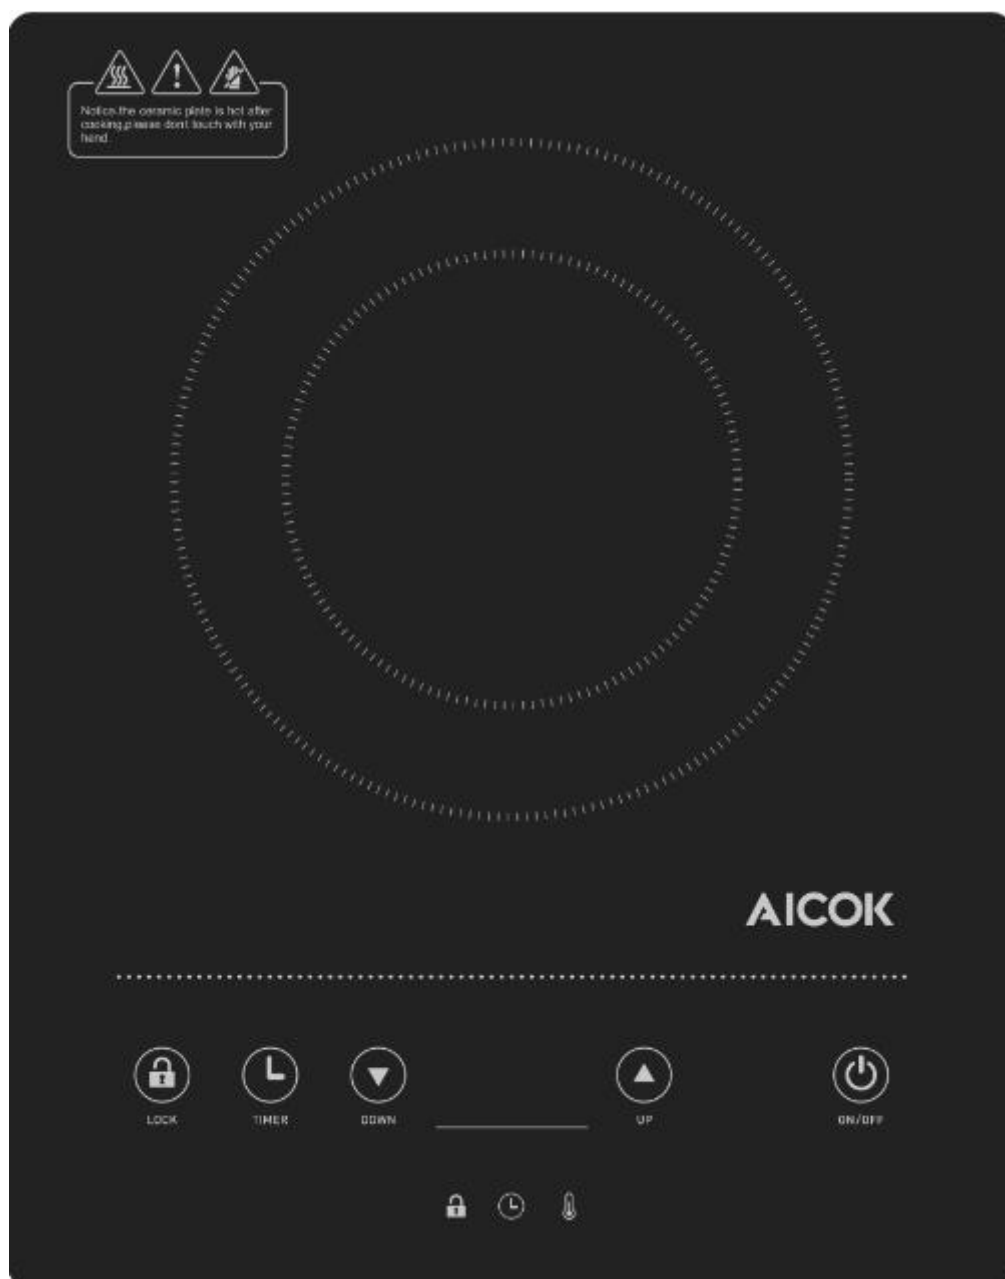 Notice:the ceramic plate is hot after
cooking,please dont touch with your
hand
AICOK
LOCK
TIMER
DOWN
UP
ON/OFF